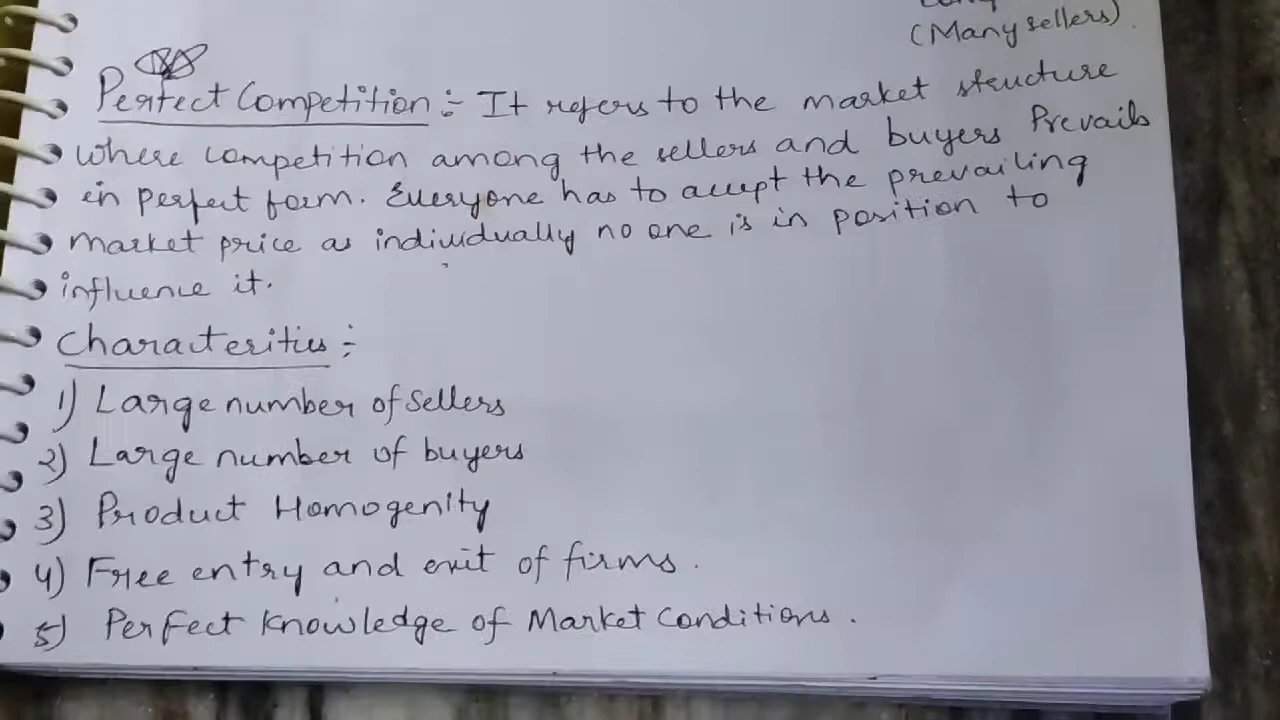 (Many sellers).
Perfect Competition :- It refers to the market structure
where competition among the sellers and buyers Prevails
in perfect form. Everyone has to accept the prevailing
market price as individually no one is in position to
influence it.
Characteritics :-
1) Large number of Sellers
2) Large number of buyers
3) Product Homogenity
4) Free entry and exit of firms.
5) Perfect Knowledge of Market Conditions.